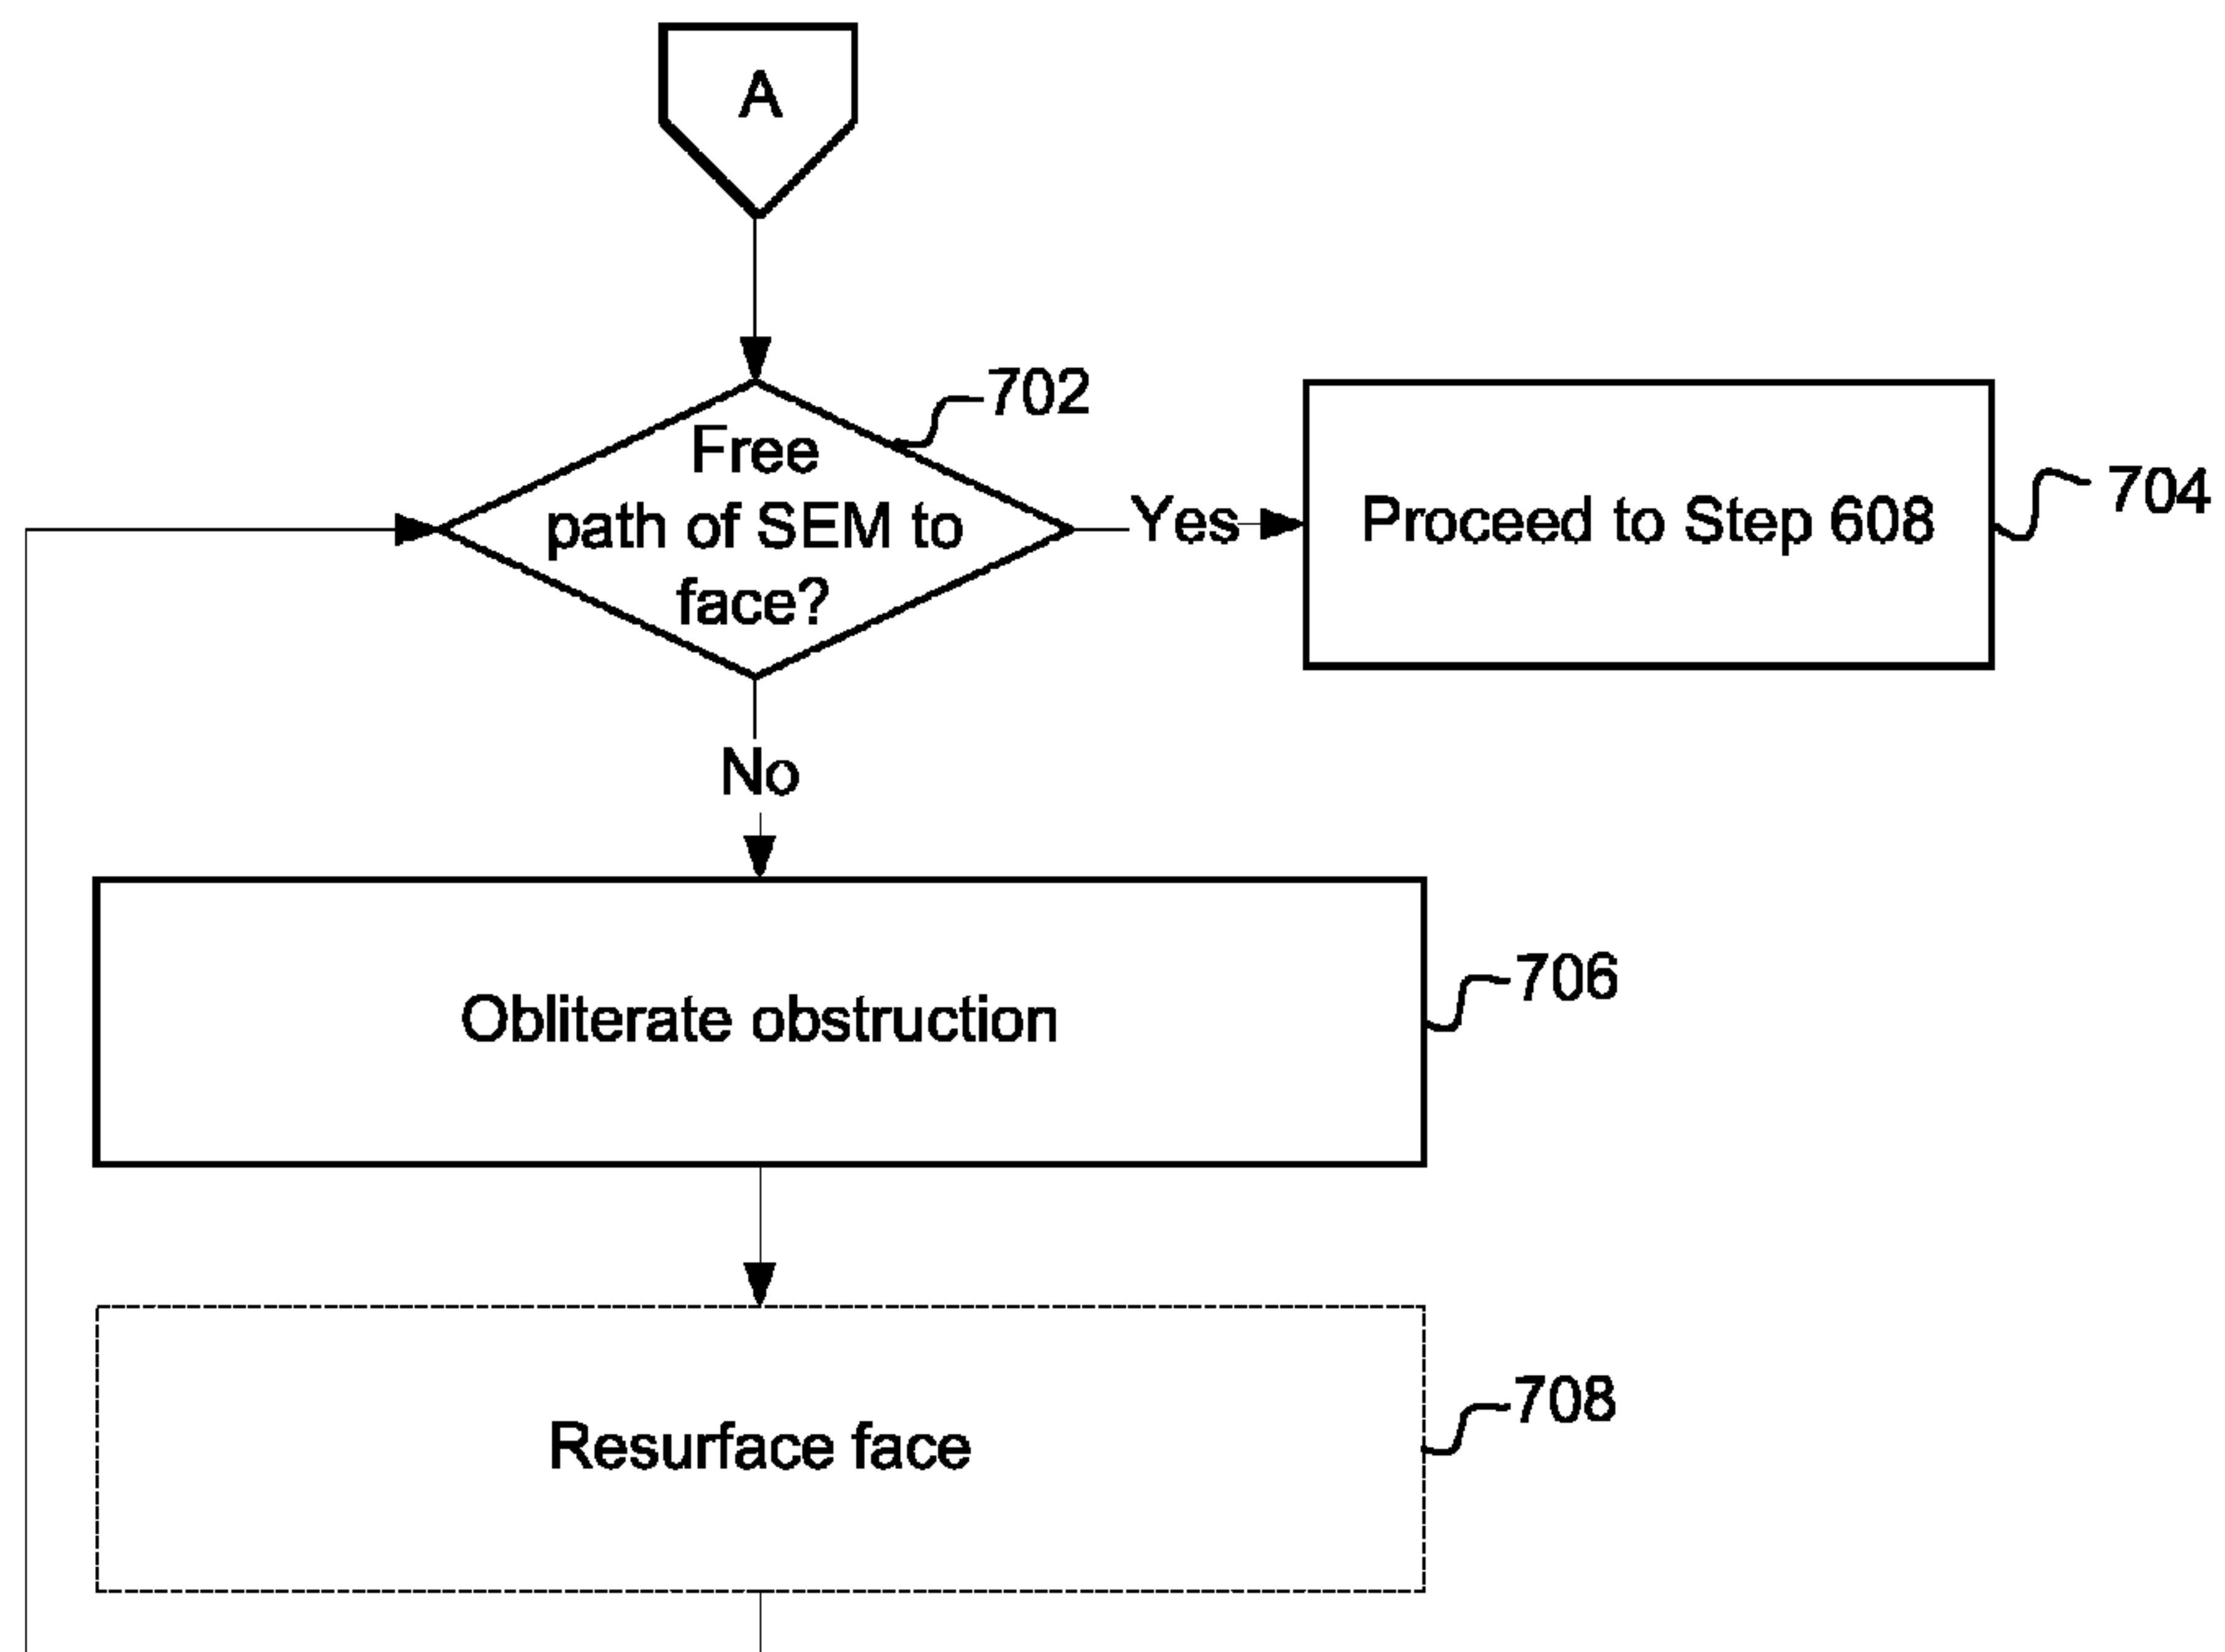 A
702
Free
path of SEM to
face?
Yes
Proceed to Step 608
704
No
Obliterate obstruction
706
Resurface face
708